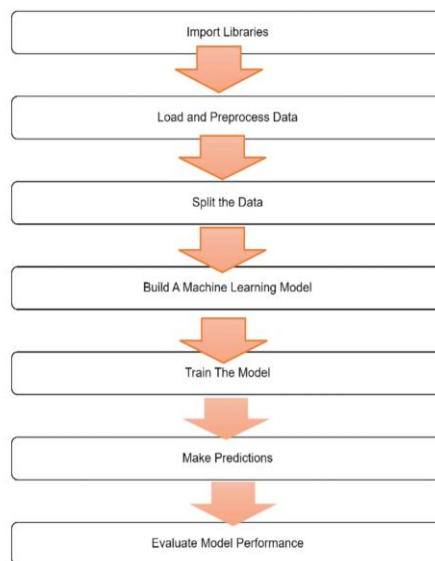 Import Libraries
Load and Preprocess Data
Split the Data
Build A Machine Learning Model
Train The Model
Make Predictions
Evaluate Model Performance